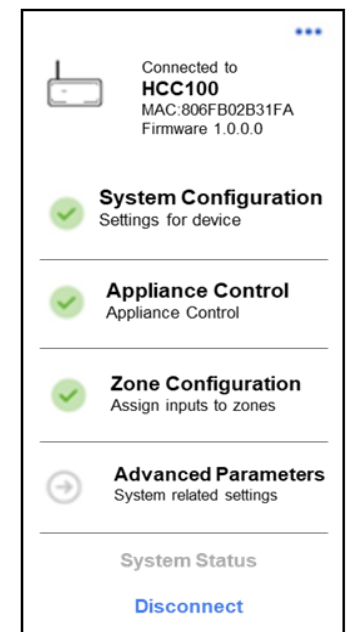 Connected to
HCC100
MAC:806FB02B31FA
Firmware 1.0.0.0
System Configuration
Settings for device
Appliance Control
Appliance Control
Zone Configuration
Assign inputs to zones
Advanced Parameters
System related settings
System Status
Disconnect